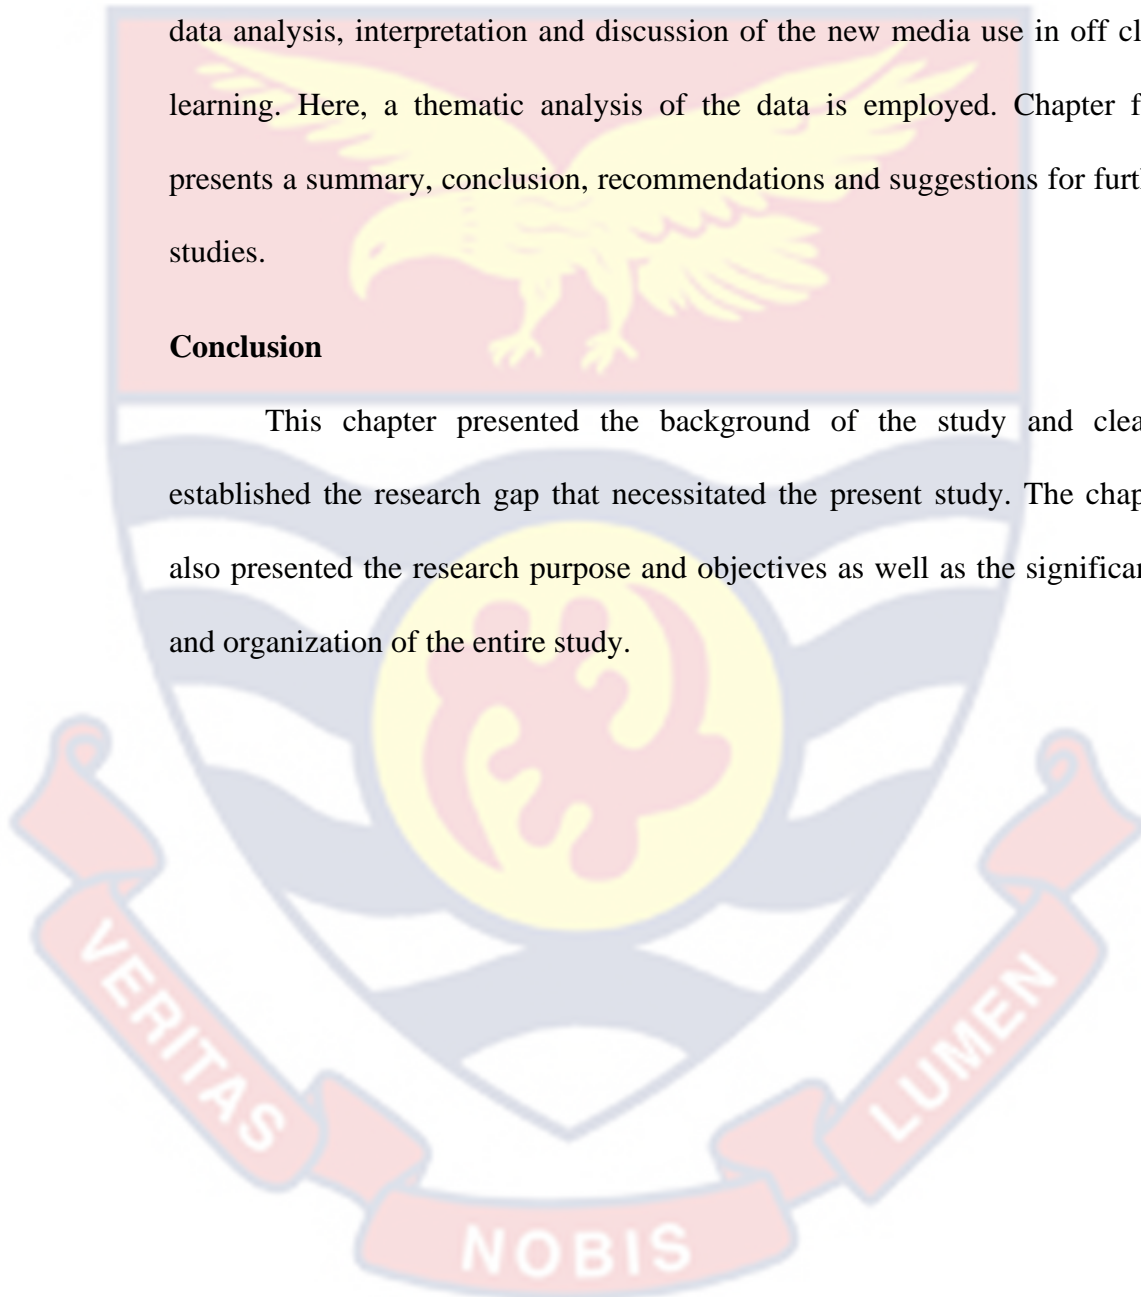 data analysis, interpretation and discussion of the new media use in off cl
learning. Here, a thematic analysis of the data is employed. Chapter f
presents a summary, conclusion, recommendations and suggestions for furt
studies.
Conclusion
This chapter presented the background of the study and clea
established the research gap that necessitated the present study. The chap
also presented the research purpose and objectives as well as the significan
and organization of the entire study.
VERITAS
NOBIS
LUMEN